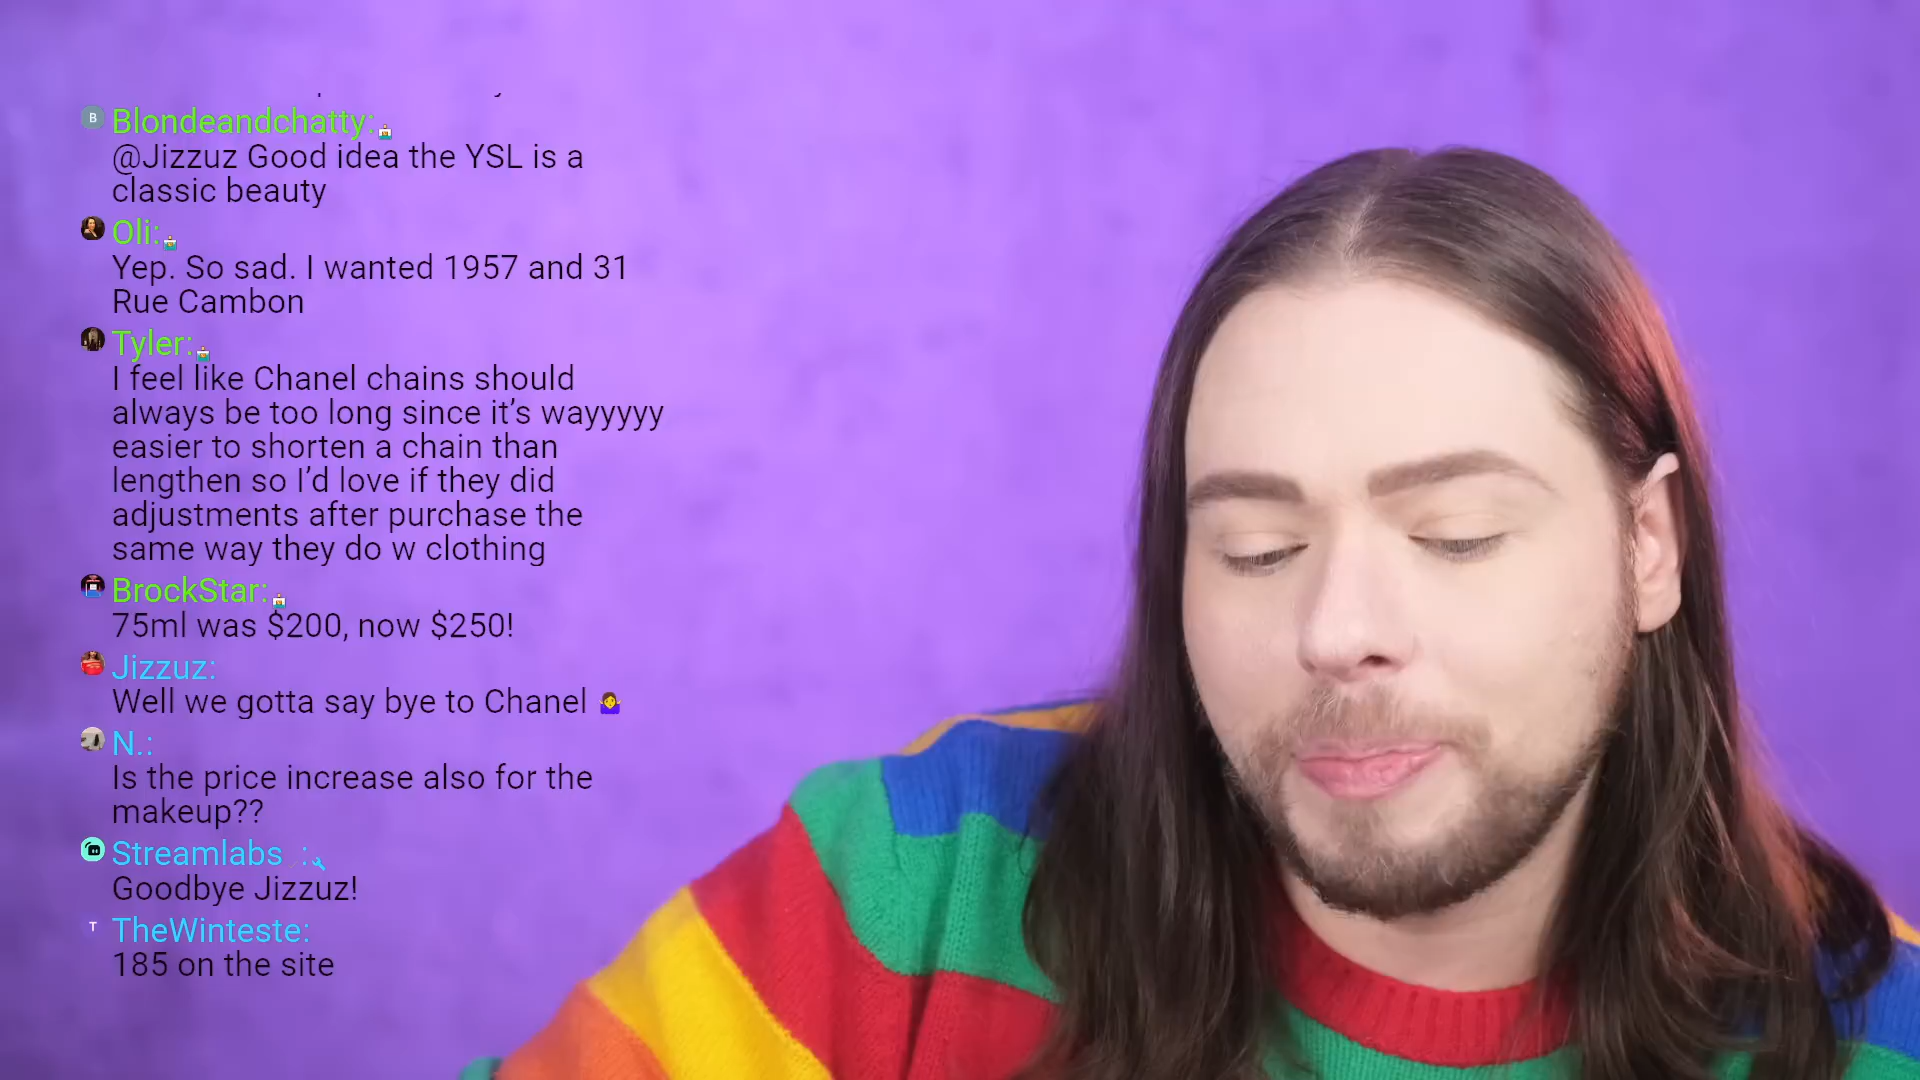 B Blondeandchatty:
@Jizzuz Good idea the YSL is a
classic beauty
Oli:
Yep. So sad. I wanted 1957 and 31
Rue Cambon
Tyler:
I feel like Chanel chains should
always be too long since it’s wayyyyy
easier to shorten a chain than
lengthen so I’d love if they did
adjustments after purchase the
same way they do w clothing
BrockStar:
75ml was $200, now $250!
Jizzuz:
Well we gotta say bye to Chanel 🤷‍♀️
N.:
Is the price increase also for the
makeup??
Streamlabs :
Goodbye Jizzuz!
T TheWinteste:
185 on the site